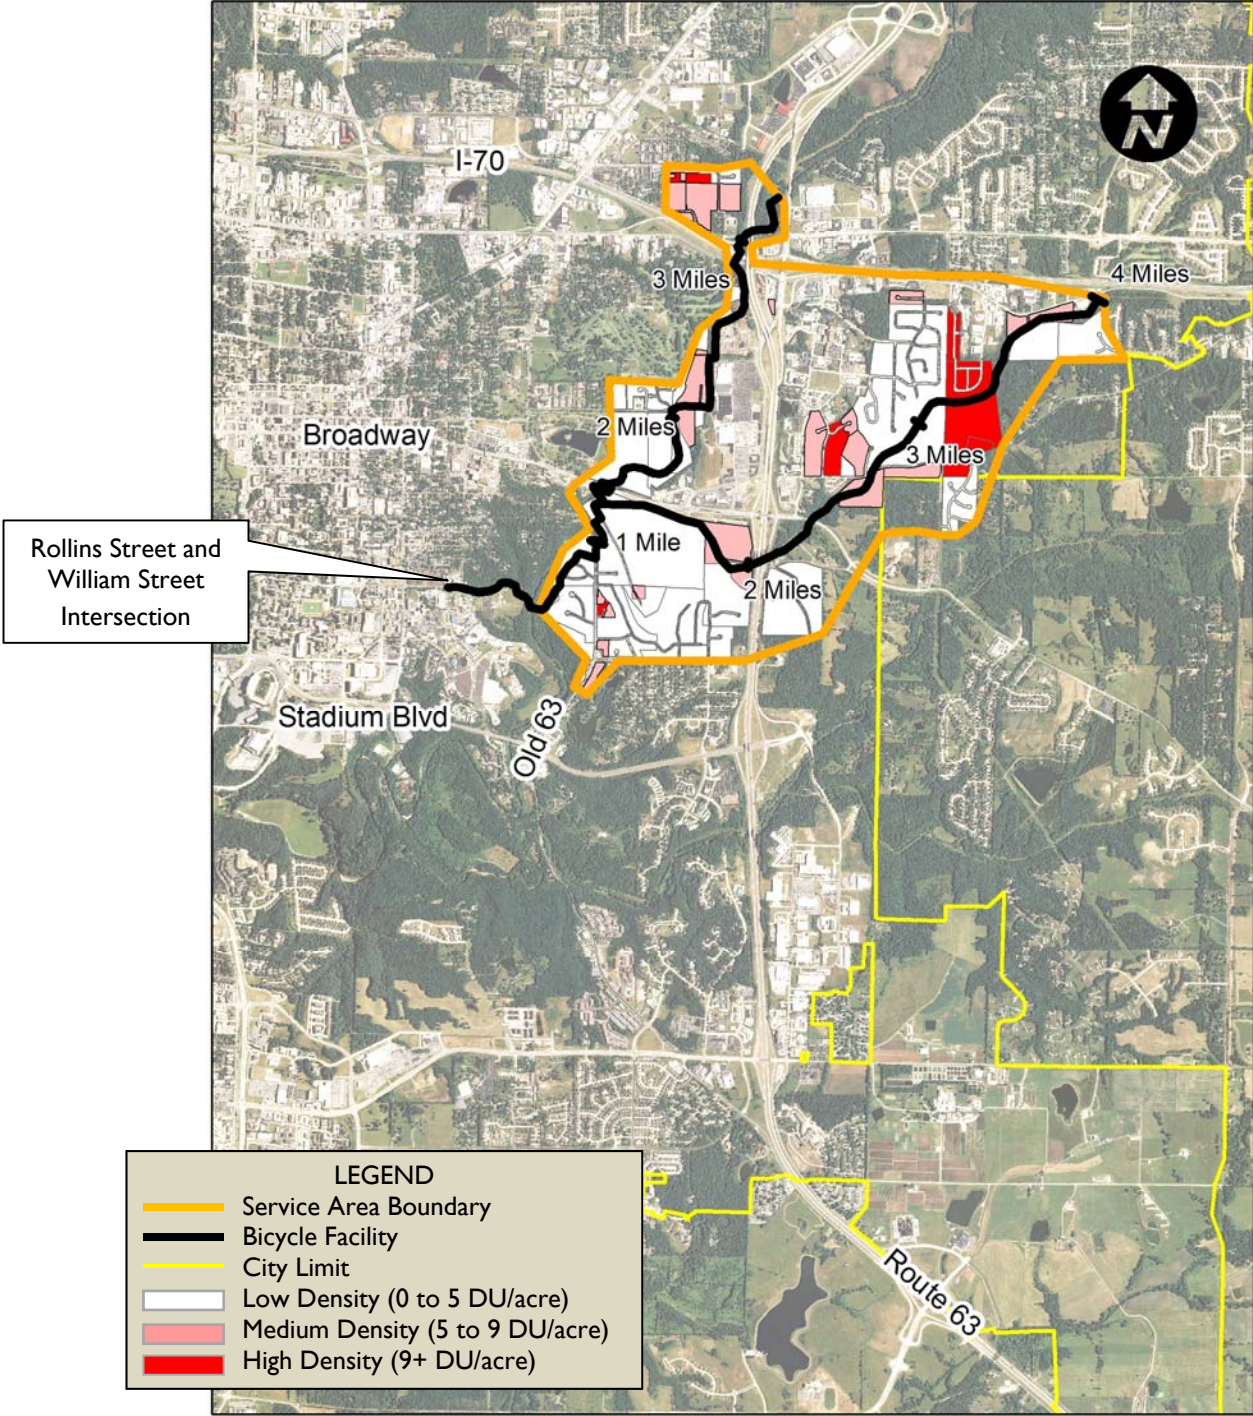 N
I-70
3 Miles
4 Miles
Broadway
2 Miles
3 Miles
1 Mile
2 Miles
Rollins Street and
William Street
Intersection
Stadium Blvd
Old 63
Route 63
LEGEND
Service Area Boundary
Bicycle Facility
City Limit
Low Density (0 to 5 DU/acre)
Medium Density (5 to 9 DU/acre)
High Density (9+ DU/acre)